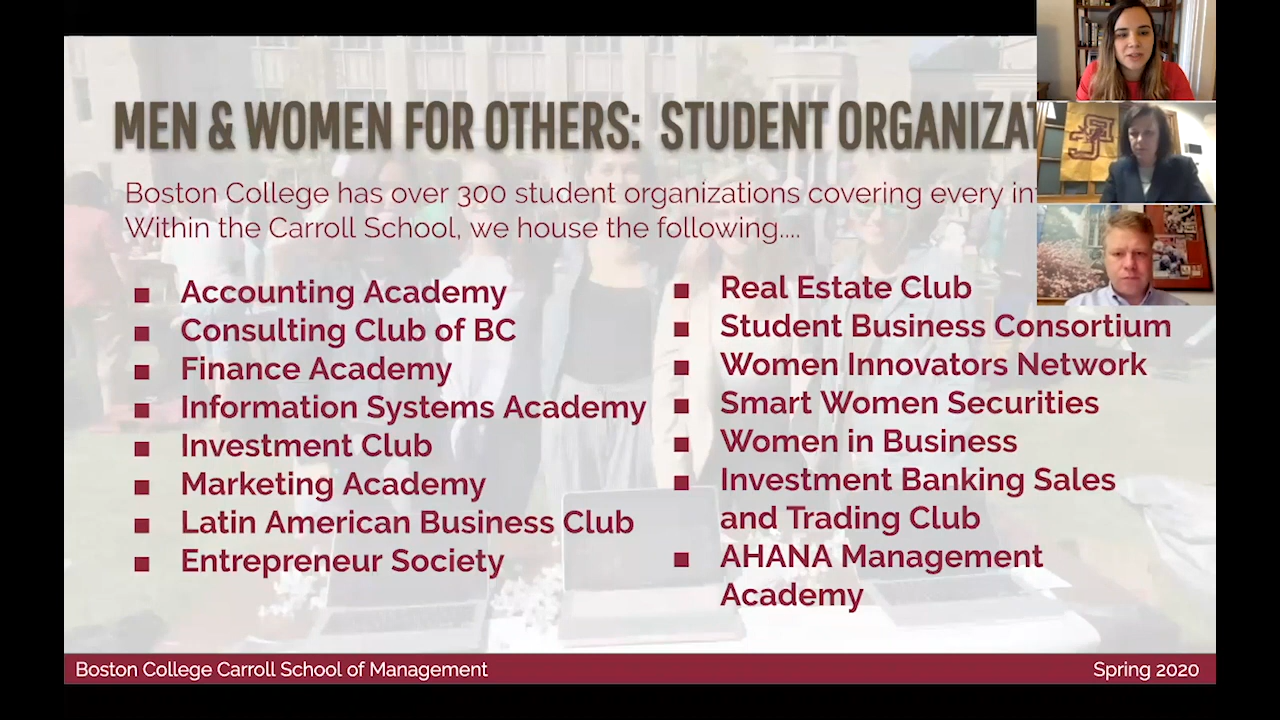 MEN & WOMEN FOR OTHERS: STUDENT ORGANIZAT
Boston College has over 300 student organizations covering every in
Within the Carroll School, we house the following....
■ Accounting Academy
■ Consulting Club of BC
■ Finance Academy
■ Information Systems Academy
■ Investment Club
■ Marketing Academy
■ Latin American Business Club
■ Entrepreneur Society
■ Real Estate Club
■ Student Business Consortium
■ Women Innovators Network
■ Smart Women Securities
■ Women in Business
■ Investment Banking Sales
and Trading Club
■ AHANA Management
Academy
Boston College Carroll School of Management
Spring 2020